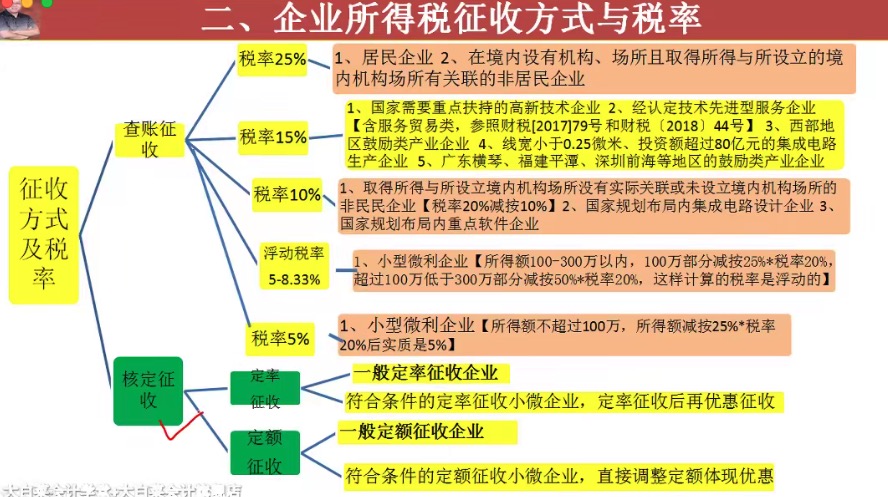 二、企业所得税征收方式与税率
征收
方式
及税
率
查账征
收
税率25%
1、居民企业 2、在境内设有机构、场所且取得所得与所设立的境
内机构场所有关联的非居民企业
税率15%
1、国家需要重点扶持的高新技术企业 2、经认定技术先进型服务企业
【含服务贸易类，参照财税[2017]79号和财税〔2018〕44号】 3、西部地
区鼓励类产业企业 4、线宽小于0.25微米、投资额超过80亿元的集成电路
生产企业 5、广东横琴、福建平潭、深圳前海等地区的鼓励类产业企业
税率10%
1、取得所得与所设立境内机构场所没有实际关联或未设立境内机构场所的
非民民企业【税率20%减按10%】2、国家规划布局内集成电路设计企业 3、
国家规划布局内重点软件企业
浮动税率
5-8.33%
1、小型微利企业【所得额100-300万以内，100万部分减按25%*税率20%，
超过100万低于300万部分减按50%*税率20%，这样计算的税率是浮动的】
税率5%
1、小型微利企业【所得额不超过100万，所得额减按25%*税率
20%后实质是5%】
核定征
收
定率
征收
一般定率征收企业
符合条件的定率征收小微企业，定率征收后再优惠征收
定额
征收
一般定额征收企业
符合条件的定额征收小微企业，直接调整定额体现优惠